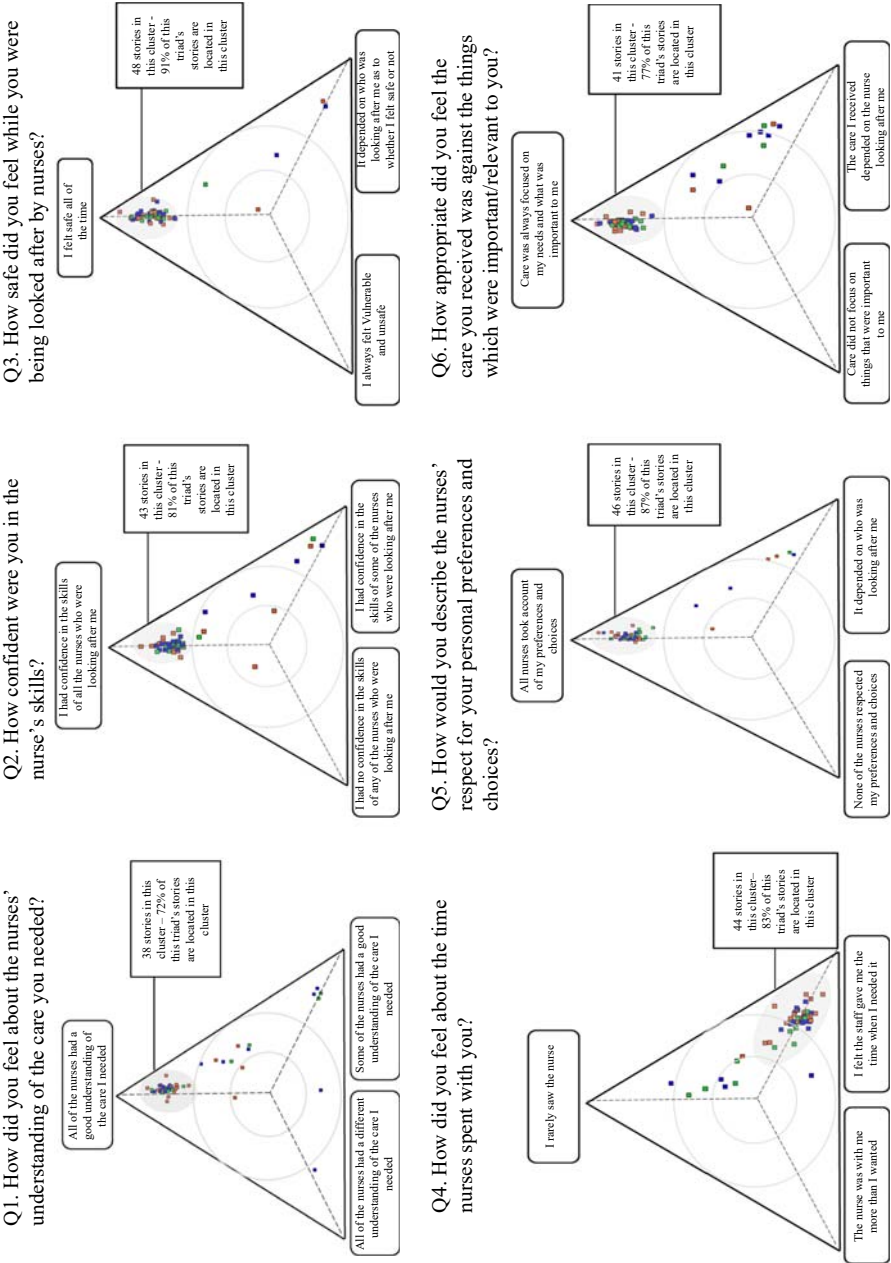 Q1. How did you feel about the nurses’
understanding of the care you needed?
All of the nurses had a
good understanding of
the care I needed
38 stories in this
cluster – 72% of
this triad’s stories
are located in this
cluster
All of the nurses had a different
understanding of the care I
needed
Some of the nurses had a good
understanding of the care I
needed
Q2. How confident were you in the
nurse’s skills?
I had confidence in the skills
of all the nurses who were
looking after me
43 stories in
this cluster -
81% of this
triad’s
stories are
located in
this cluster
I had no confidence in the skills
of any of the nurses who were
looking after me
I had confidence in the
skills of some of the nurses
who were looking after me
Q3. How safe did you feel while you were
being looked after by nurses?
I felt safe all of
the time
48 stories in
this cluster -
91% of this
triad’s
stories are
located in
this cluster
I always felt Vulnerable
and unsafe
It depended on who was
looking after me as to
whether I felt safe or not
Q4. How did you feel about the time
nurses spent with you?
I rarely saw the nurse
44 stories in
this cluster–
83% of this
triad’s stories
are located in
this cluster
The nurse was with me
more than I wanted
I felt the staff gave me the
time when I needed it
Q5. How would you describe the nurses’
respect for your personal preferences and
choices?
All nurses took account
of my preferences and
choices
46 stories in
this cluster -
87% of this
triad’s stories
are located in
this cluster
None of the nurses respected
my preferences and choices
It depended on who was
looking after me
Q6. How appropriate did you feel the
care you received was against the things
which were important/relevant to you?
Care was always focused on
my needs and what was
important to me
41 stories in
this cluster -
77% of this
triad’s stories
are located in
this cluster
Care did not focus on
things that were important
to me
The care I received
depended on the nurse
looking after me